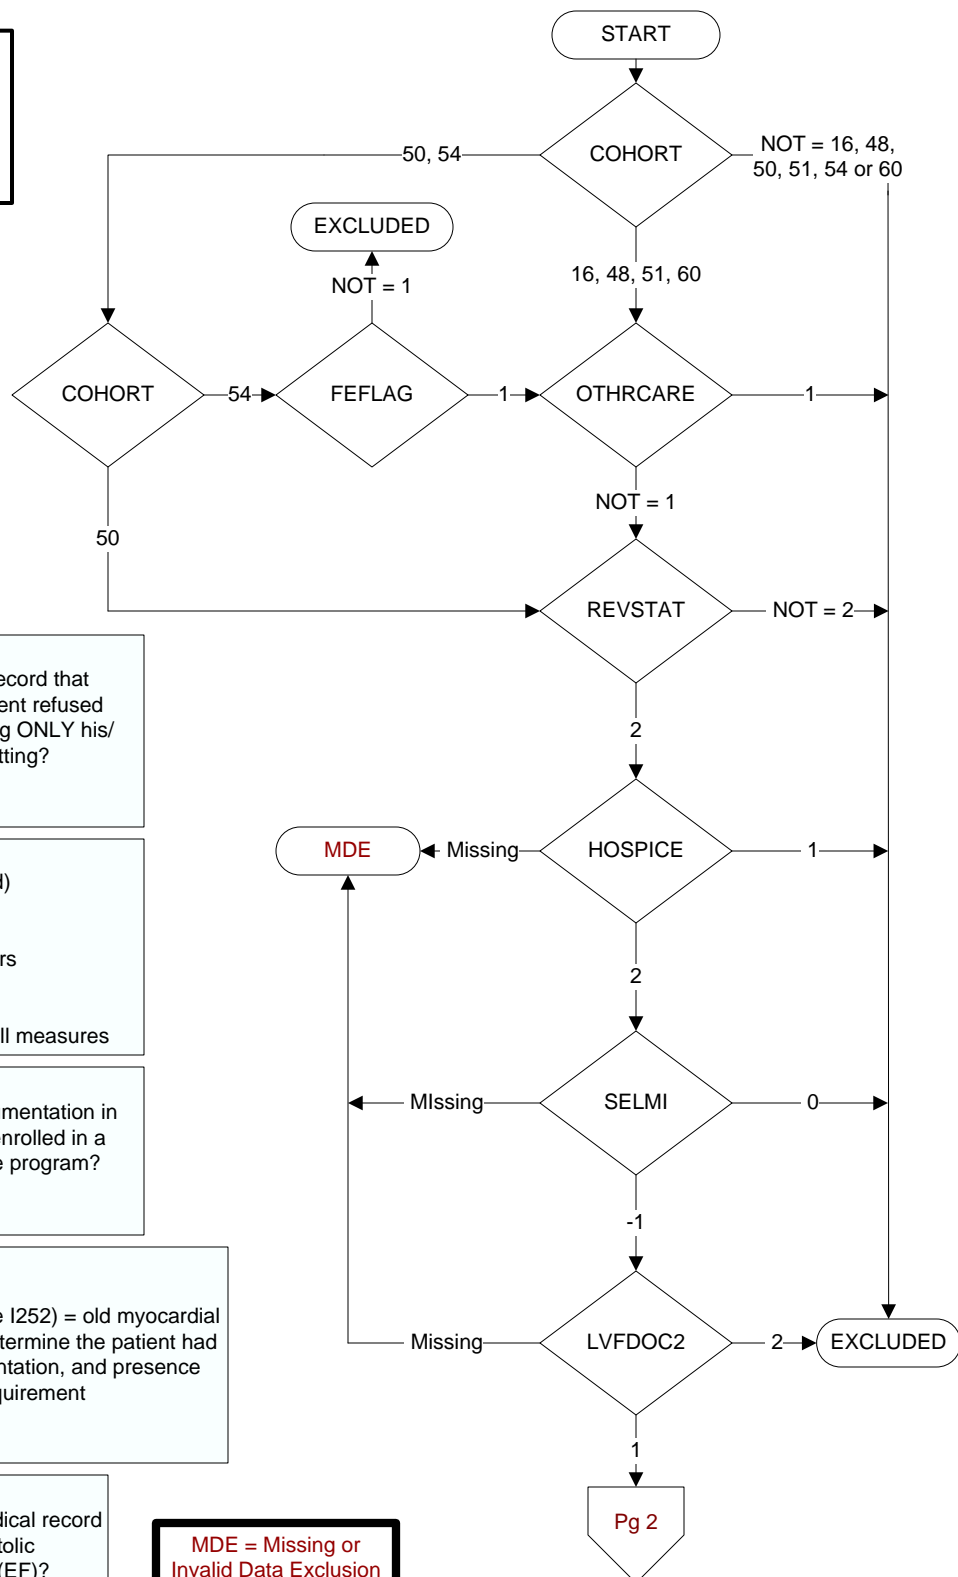 START
COHORT
50, 54
NOT = 16, 48,
50, 51, 54 or 60
EXCLUDED
NOT = 1
16, 48, 51, 60
COHORT
54
FEFLAG
1
OTHRCARE
1
NOT = 1
50
REVSTAT
NOT = 2
ecord that
ent refused
g ONLY his/
tting?
2
MDE
Missing
HOSPICE
1
d)
rs
ll measures
2
MIssing
SELMI
0
mentation in
enrolled in a
e program?
-1
e I252) = old myocardial
etermine the patient had
ntation, and presence
quirement
Missing
LVFDOC2
2
EXCLUDED
1
dical record
tolic
(EF)?
Pg 2
MDE = Missing or
Invalid Data Exclusion